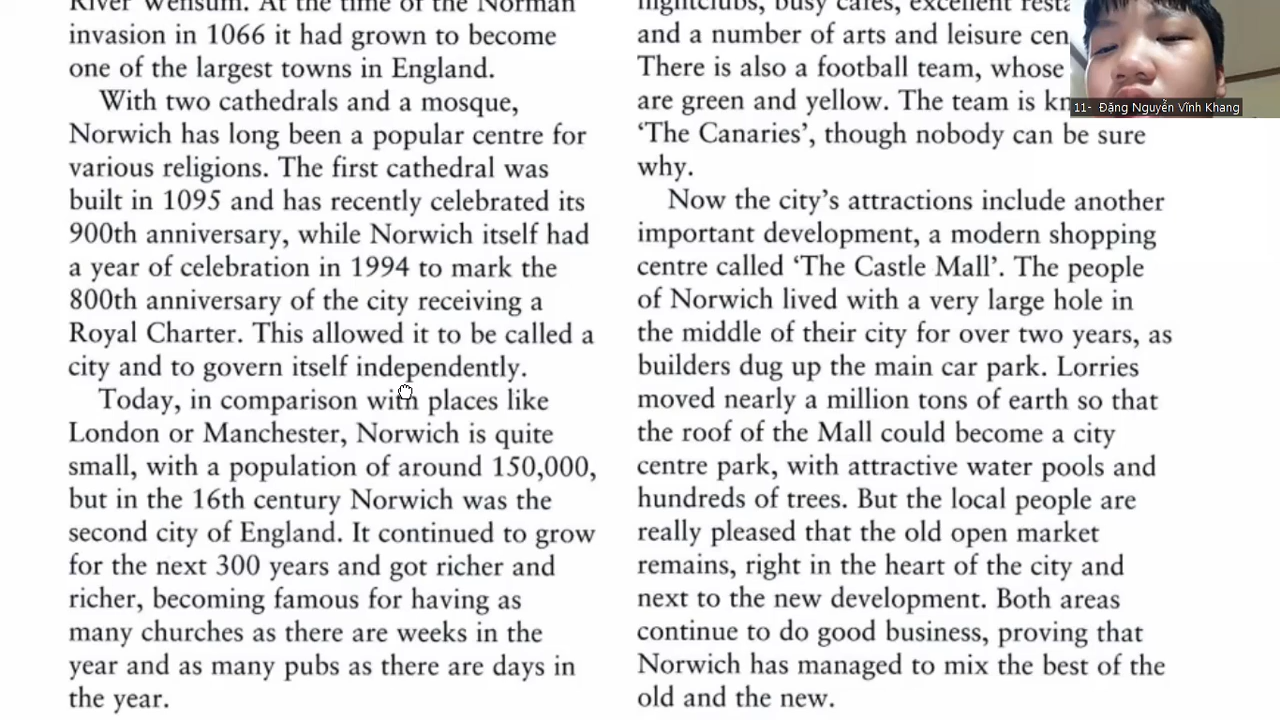 River Wensum. At the time of the Norman
invasion in 1066 it had grown to become
one of the largest towns in England.
With two cathedrals and a mosque,
Norwich has long been a popular centre for
various religions. The first cathedral was
built in 1095 and has recently celebrated its
900th anniversary, while Norwich itself had
a year of celebration in 1994 to mark the
800th anniversary of the city receiving a
Royal Charter. This allowed it to be called a
city and to govern itself independently.
Today, in comparison with places like
London or Manchester, Norwich is quite
small, with a population of around 150,000,
but in the 16th century Norwich was the
second city of England. It continued to grow
for the next 300 years and got richer and
richer, becoming famous for having as
many churches as there are weeks in the
year and as many pubs as there are days in
the year.
nightclubs, busy cafés, excellent
and a number of arts and leisure
There is also a football team, whose
are green and yellow. The team is
‘The Canaries’, though nobody can be sure
why.
Now the city’s attractions include another
important development, a modern shopping
centre called ‘The Castle Mall’. The people
of Norwich lived with a very large hole in
the middle of their city for over two years, as
builders dug up the main car park. Lorries
moved nearly a million tons of earth so that
the roof of the Mall could become a city
centre park, with attractive water pools and
hundreds of trees. But the local people are
really pleased that the old open market
remains, right in the heart of the city and
next to the new development. Both areas
continue to do good business, proving that
Norwich has managed to mix the best of the
old and the new.
11- Đặng Nguyễn Vĩnh Khang